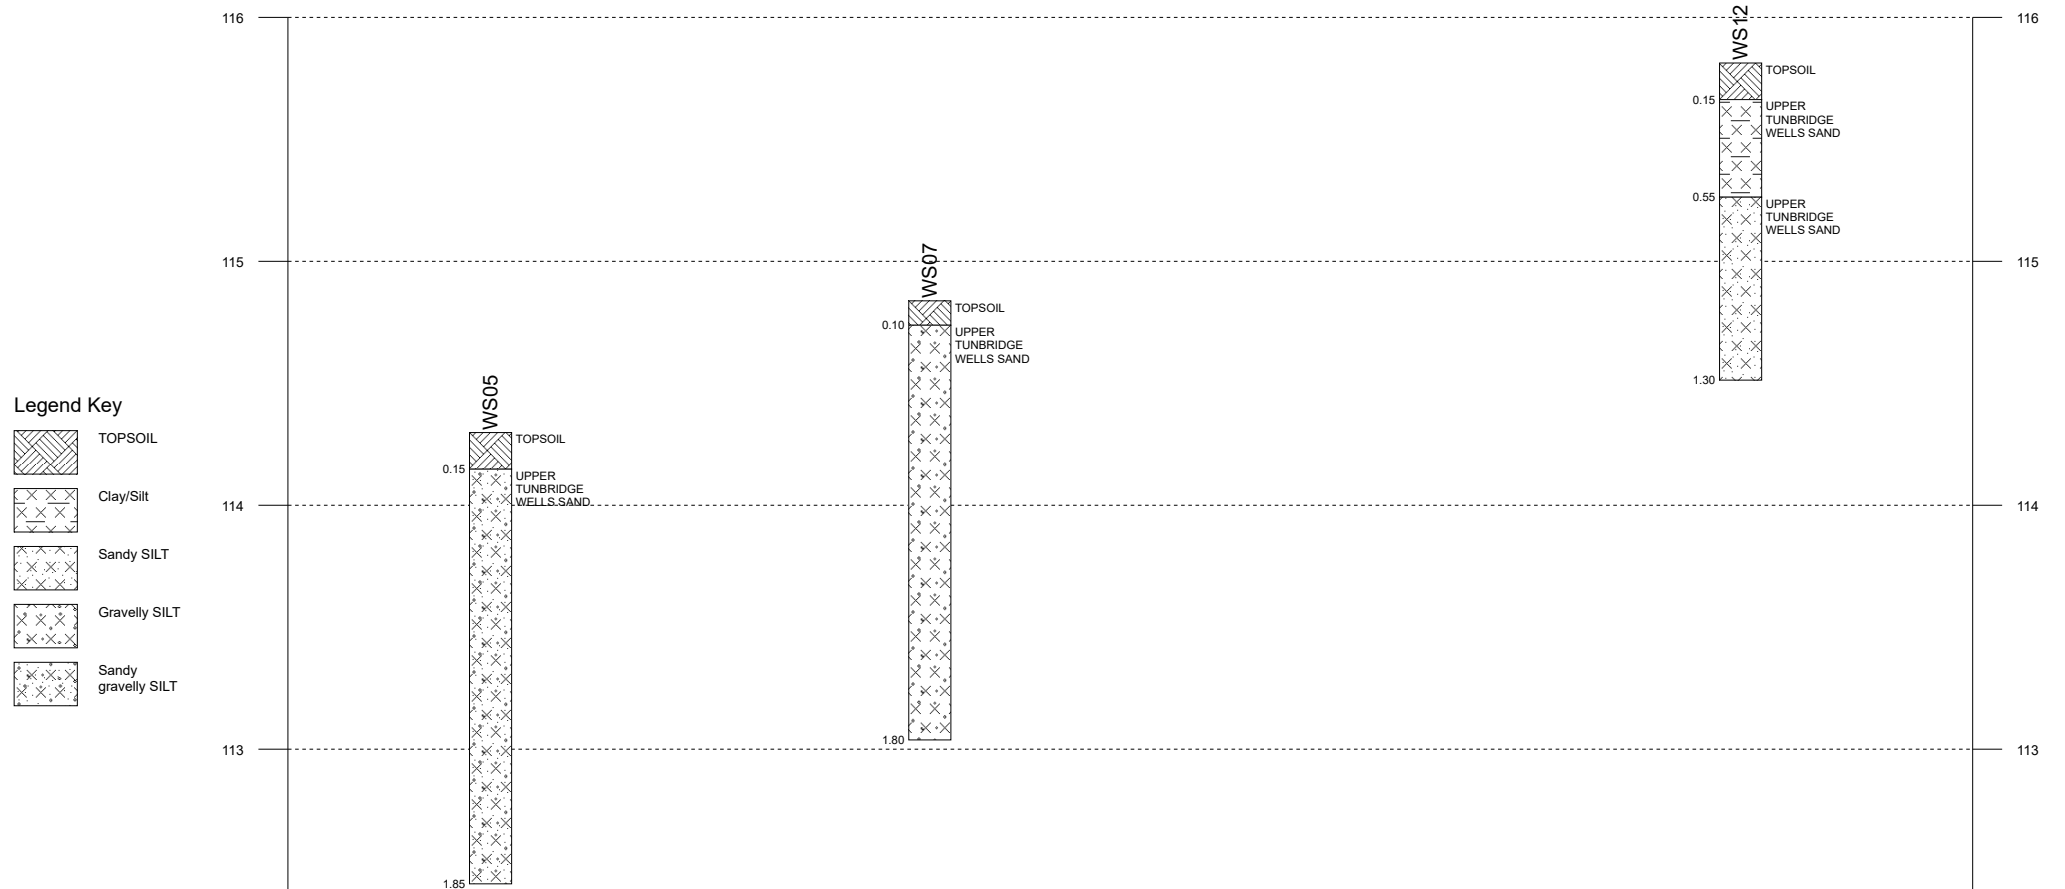 116
116
WS12
TOPSOIL
0.15
UPPER
TUNBRIDGE
WELLS SAND
0.55
UPPER
TUNBRIDGE
WELLS SAND
1.30
115
115
WS07
TOPSOIL
0.10
UPPER
TUNBRIDGE
WELLS SAND
1.80
WS05
TOPSOIL
0.15
UPPER
TUNBRIDGE
WELLS SAND
1.85
114
114
113
113
Legend Key
TOPSOIL
Clay/Silt
Sandy SILT
Gravelly SILT
Sandy
gravelly SILT